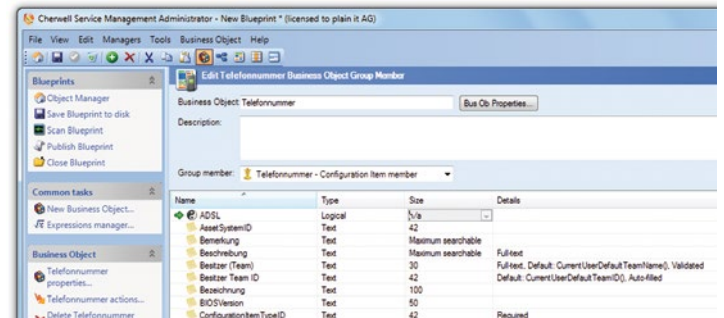 Cherwell Service Management Administrator - New Blueprint * (licensed to plain it AG)
File View Edit Managers Tools Business Object Help
Blueprints
Object Manager
Save Blueprint to disk
Scan Blueprint
Publish Blueprint
Close Blueprint
Common tasks
New Business Object...
Expressions manager...
Business Object
Telefonnummer
properties...
Telefonnummer actions...
Delete Telefonnummer
Edit Telefonnummer Business Object Group Member
Business Object: Telefonnummer Bus Ob Properties...
Description:
Group member: Telefonnummer - Configuration Item member
Name Type Size Details
ADSL Logical n/a
AssetSystemID Text 42
Bemerkung Text Maximum searchable
Beschreibung Text Maximum searchable Full-text
Besitzer (Team) Text 30 Full-text, Default: CurrentUserDefaultTeamName(), Validated
Besitzer Team ID Text 42 Default: CurrentUserDefaultTeamID(), Auto-filled
Bezeichnung Text 100
BIOSVersion Text 50
ConfigurationItemTypeID Text 42 Required